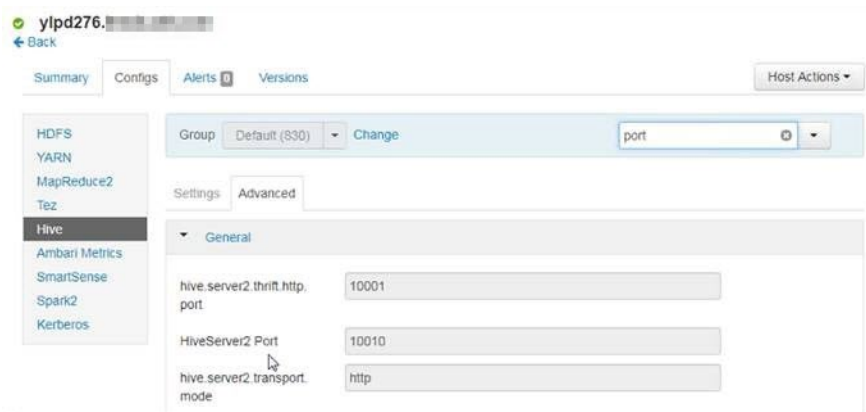 ylpd276.
Back
Summary Configs Alerts 0 Versions Host Actions
HDFS
YARN
MapReduce2
Tez
Hive
Ambari Metrics
SmartSense
Spark2
Kerberos
Group Default (830) Change port
Settings Advanced
General
hive.server2.thrift.http.
port
10001
HiveServer2 Port 10010
hive.server2.transport.
mode
http